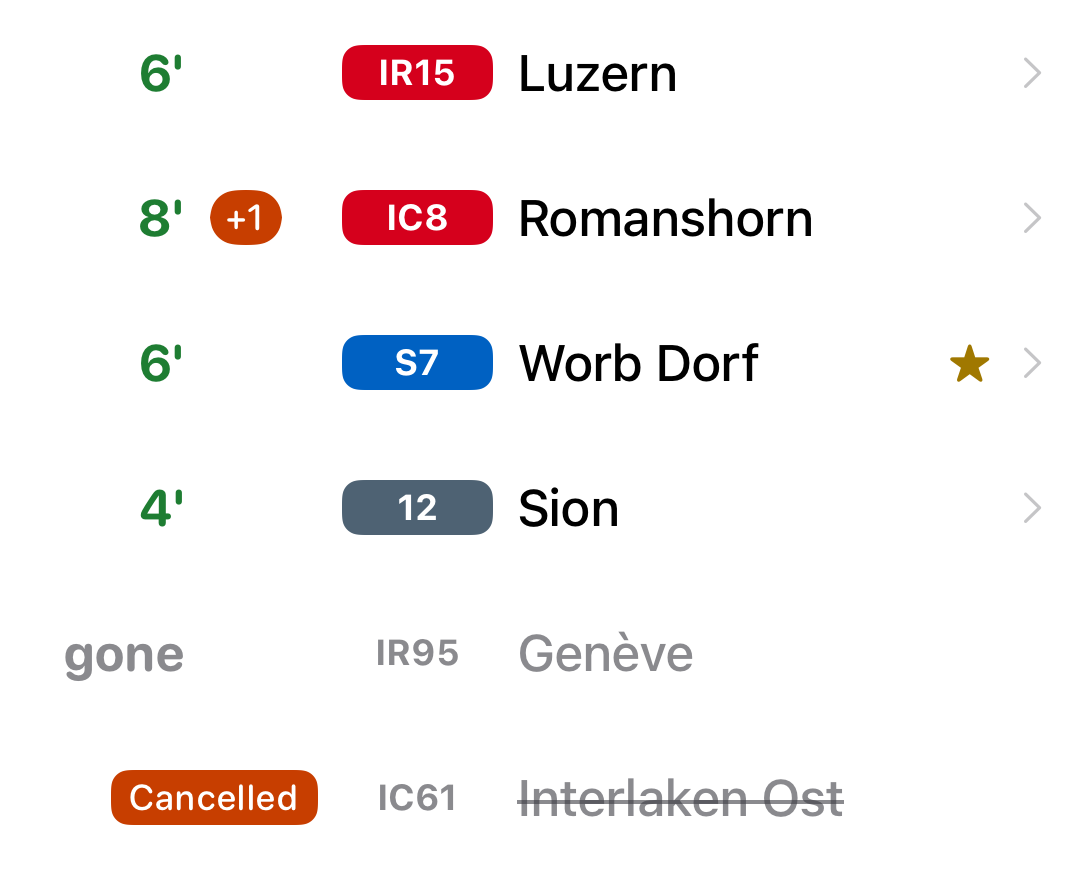 6' IR15 Luzern
8' +1 IC8 Romanshorn
6' S7 Worb Dorf
4' 12 Sion
gone IR95 Genève
Cancelled IC61 Interlaken Ost